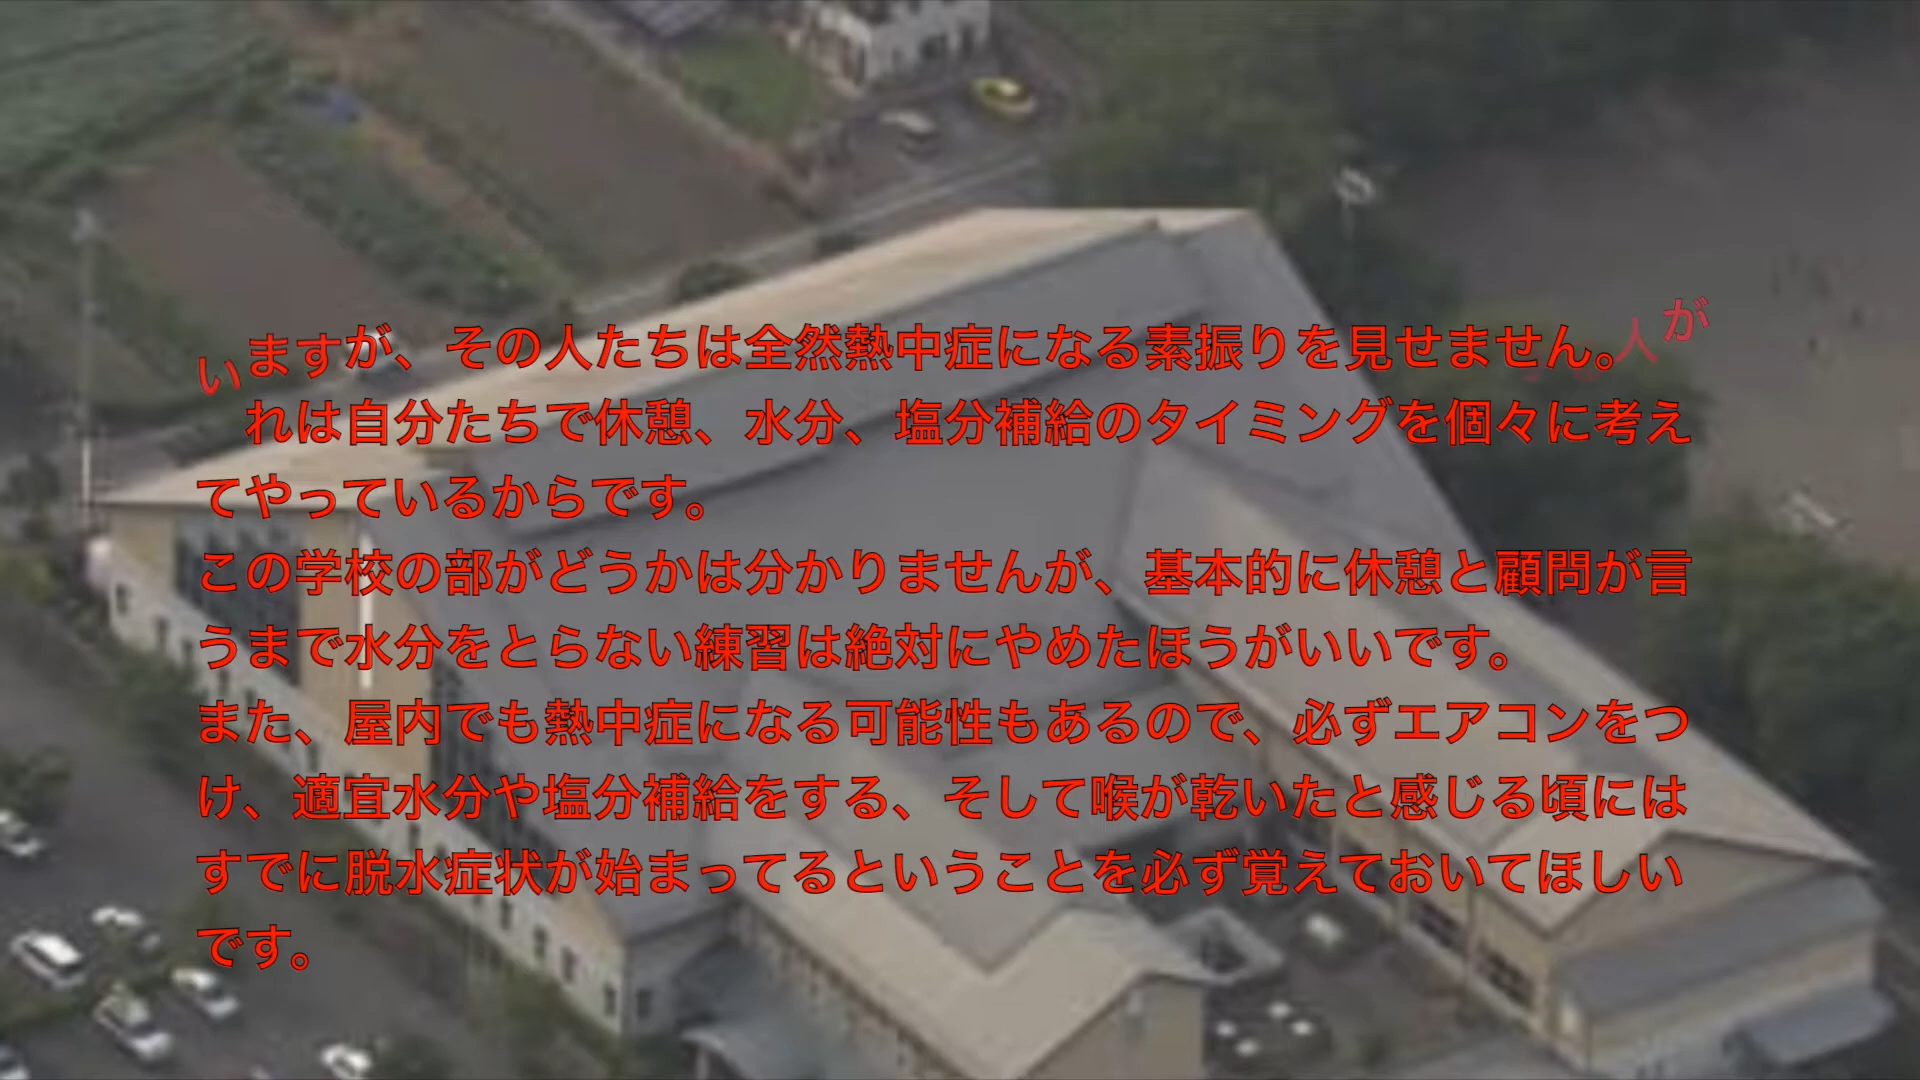 人が
いますが、その人たちは全然熱中症になる素振りを見せません。
れは自分たちで休憩、水分、塩分補給のタイミングを個々に考え
てやっているからです。
この学校の部がどうかは分かりませんが、基本的に休憩と顧問が言
うまで水分をとらない練習は絶対にやめたほうがいいです。
また、屋内でも熱中症になる可能性もあるので、必ずエアコンをつ
け、適宜水分や塩分補給をする、そして喉が乾いたと感じる頃には
すでに脱水症状が始まってるということを必ず覚えておいてほしい
です。